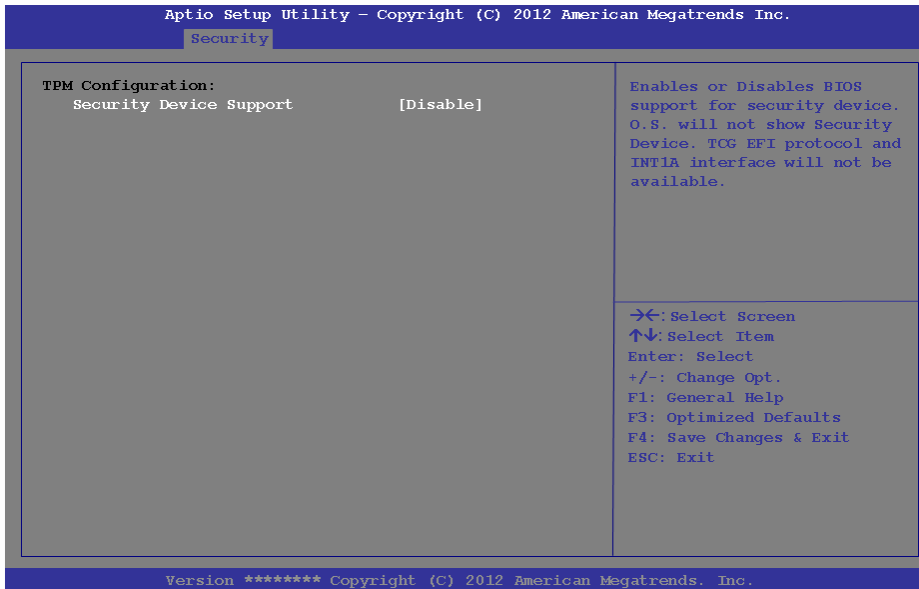 Aptio Setup Utility – Copyright (C) 2012 American Megatrends Inc.
Security
TPM Configuration:
Security Device Support [Disable]
Enables or Disables BIOS
support for security device.
O.S. will not show Security
Device. TCG EFI protocol and
INT1A interface will not be
available.
→←: Select Screen
↑↓: Select Item
Enter: Select
+/-: Change Opt.
F1: General Help
F3: Optimized Defaults
F4: Save Changes & Exit
ESC: Exit
Version ******** Copyright (C) 2012 American Megatrends. Inc.